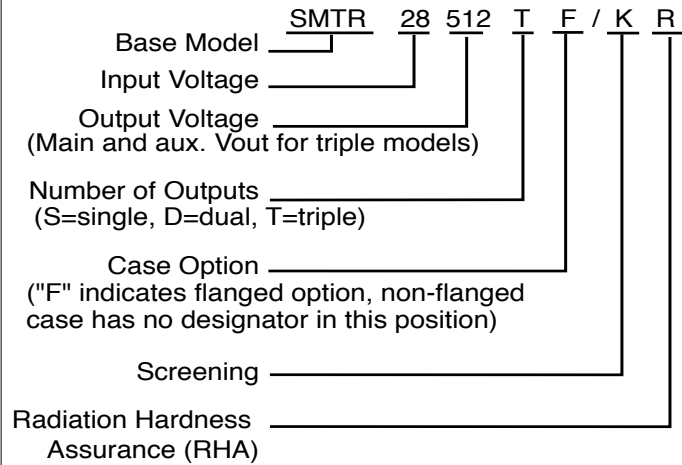 SMTR 28 512 T F / K R
Base Model
Input Voltage
Output Voltage
(Main and aux. Vout for triple models)
Number of Outputs
(S=single, D=dual, T=triple)
Case Option
("F" indicates flanged option, non-flanged
case has no designator in this position)
Screening
Radiation Hardness
Assurance (RHA)